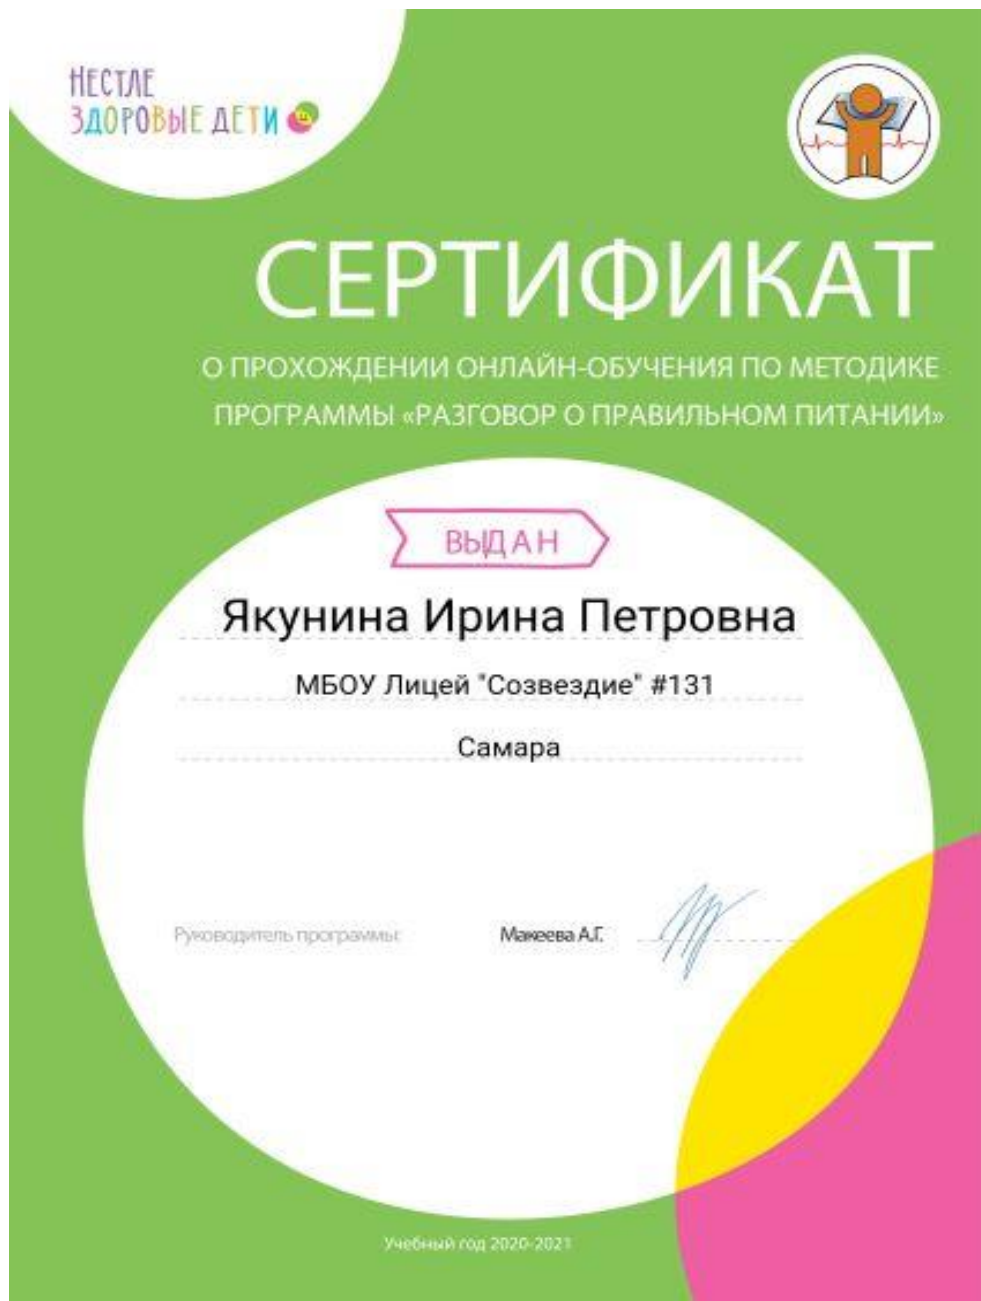 НЕСТЛЕ
ЗДОРОВЫЕ ДЕТИ
СЕРТИФИКАТ
О ПРОХОЖДЕНИИ ОНЛАЙН-ОБУЧЕНИЯ ПО МЕТОДИКЕ
ПРОГРАММЫ «РАЗГОВОР О ПРАВИЛЬНОМ ПИТАНИИ»
ВЫДАН
Якунина Ирина Петровна
МБОУ Лицей "Созвездие" #131
Самара
Руководитель программы: Макеева А.Г.
Учебный год 2020-2021